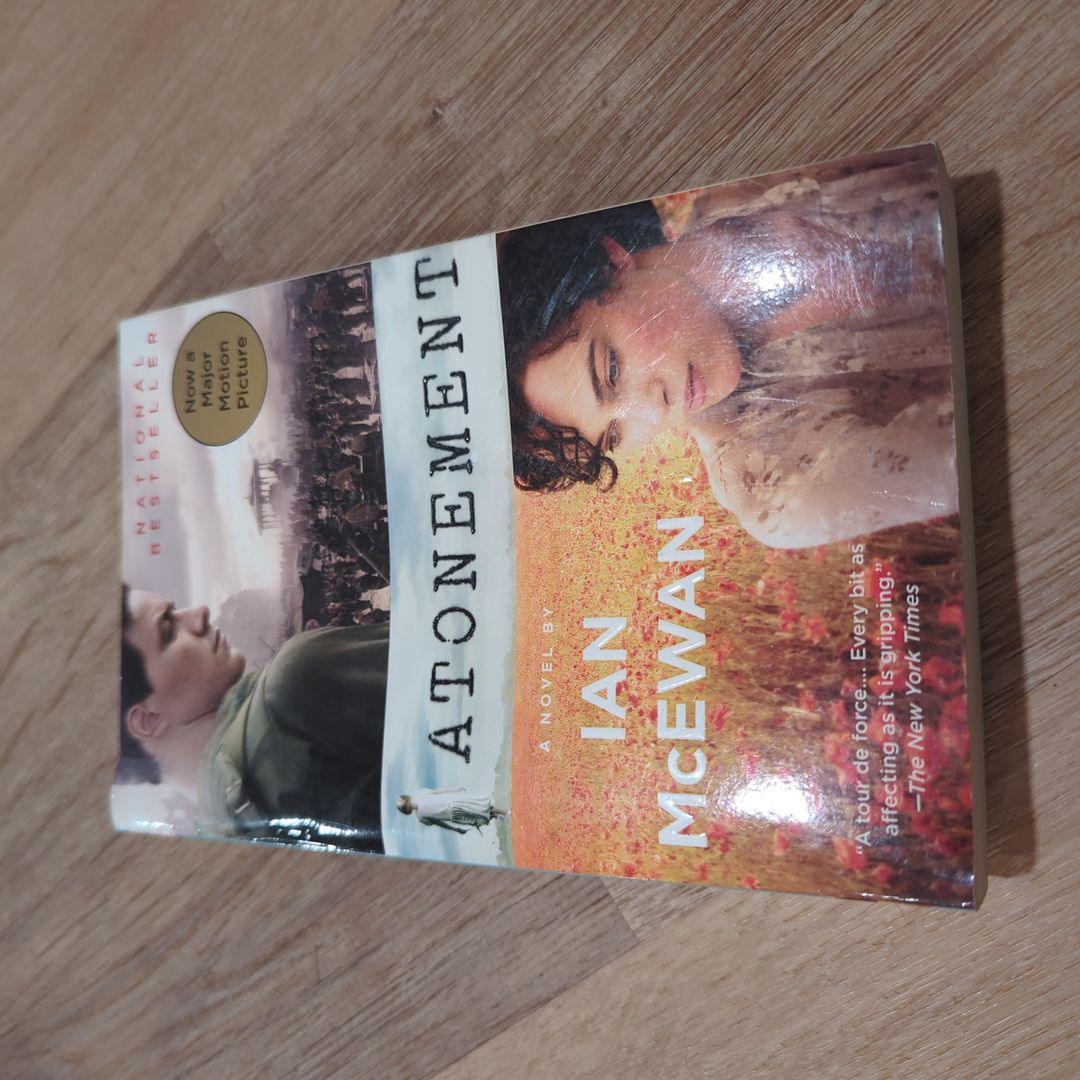 NATIONAL
BESTSELLER
Now a
Major
Motion
Picture
ATONEMENT
A NOVEL BY
IAN
McEWAN
“A tour de force.... Every bit as
affecting as it is gripping.”
—The New York Times